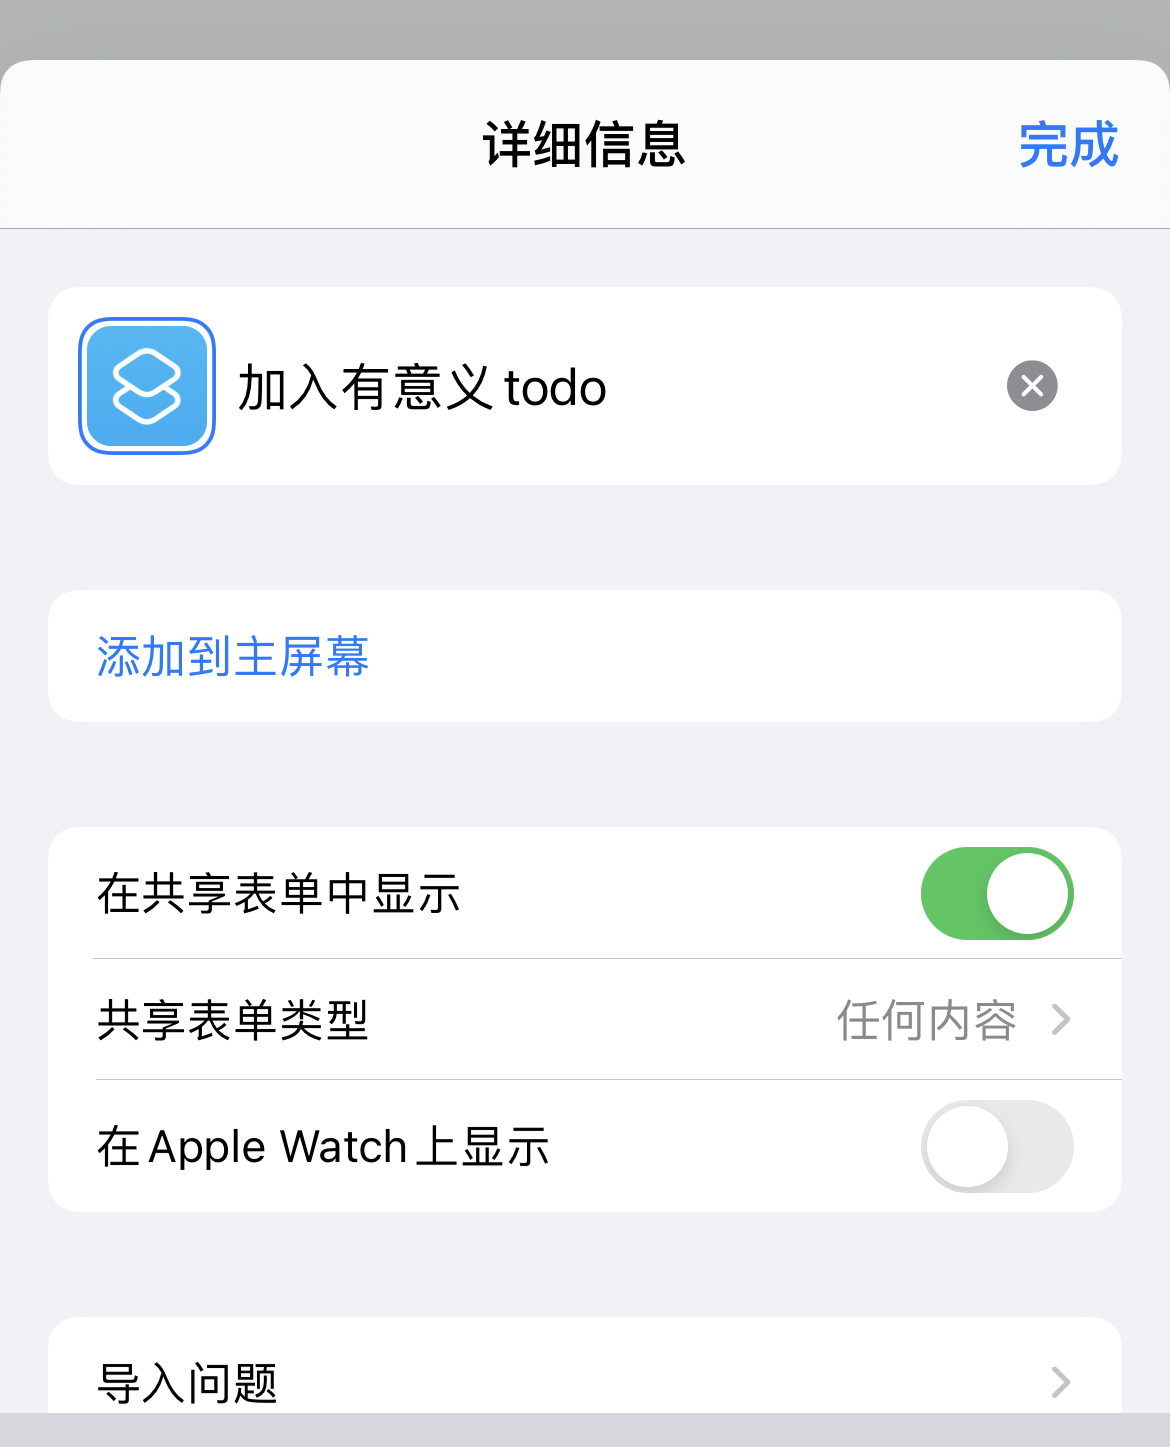 详细信息
完成
加入有意义 todo
添加到主屏幕
在共享表单中显示
共享表单类型
任何内容
在 Apple Watch 上显示
导入问题